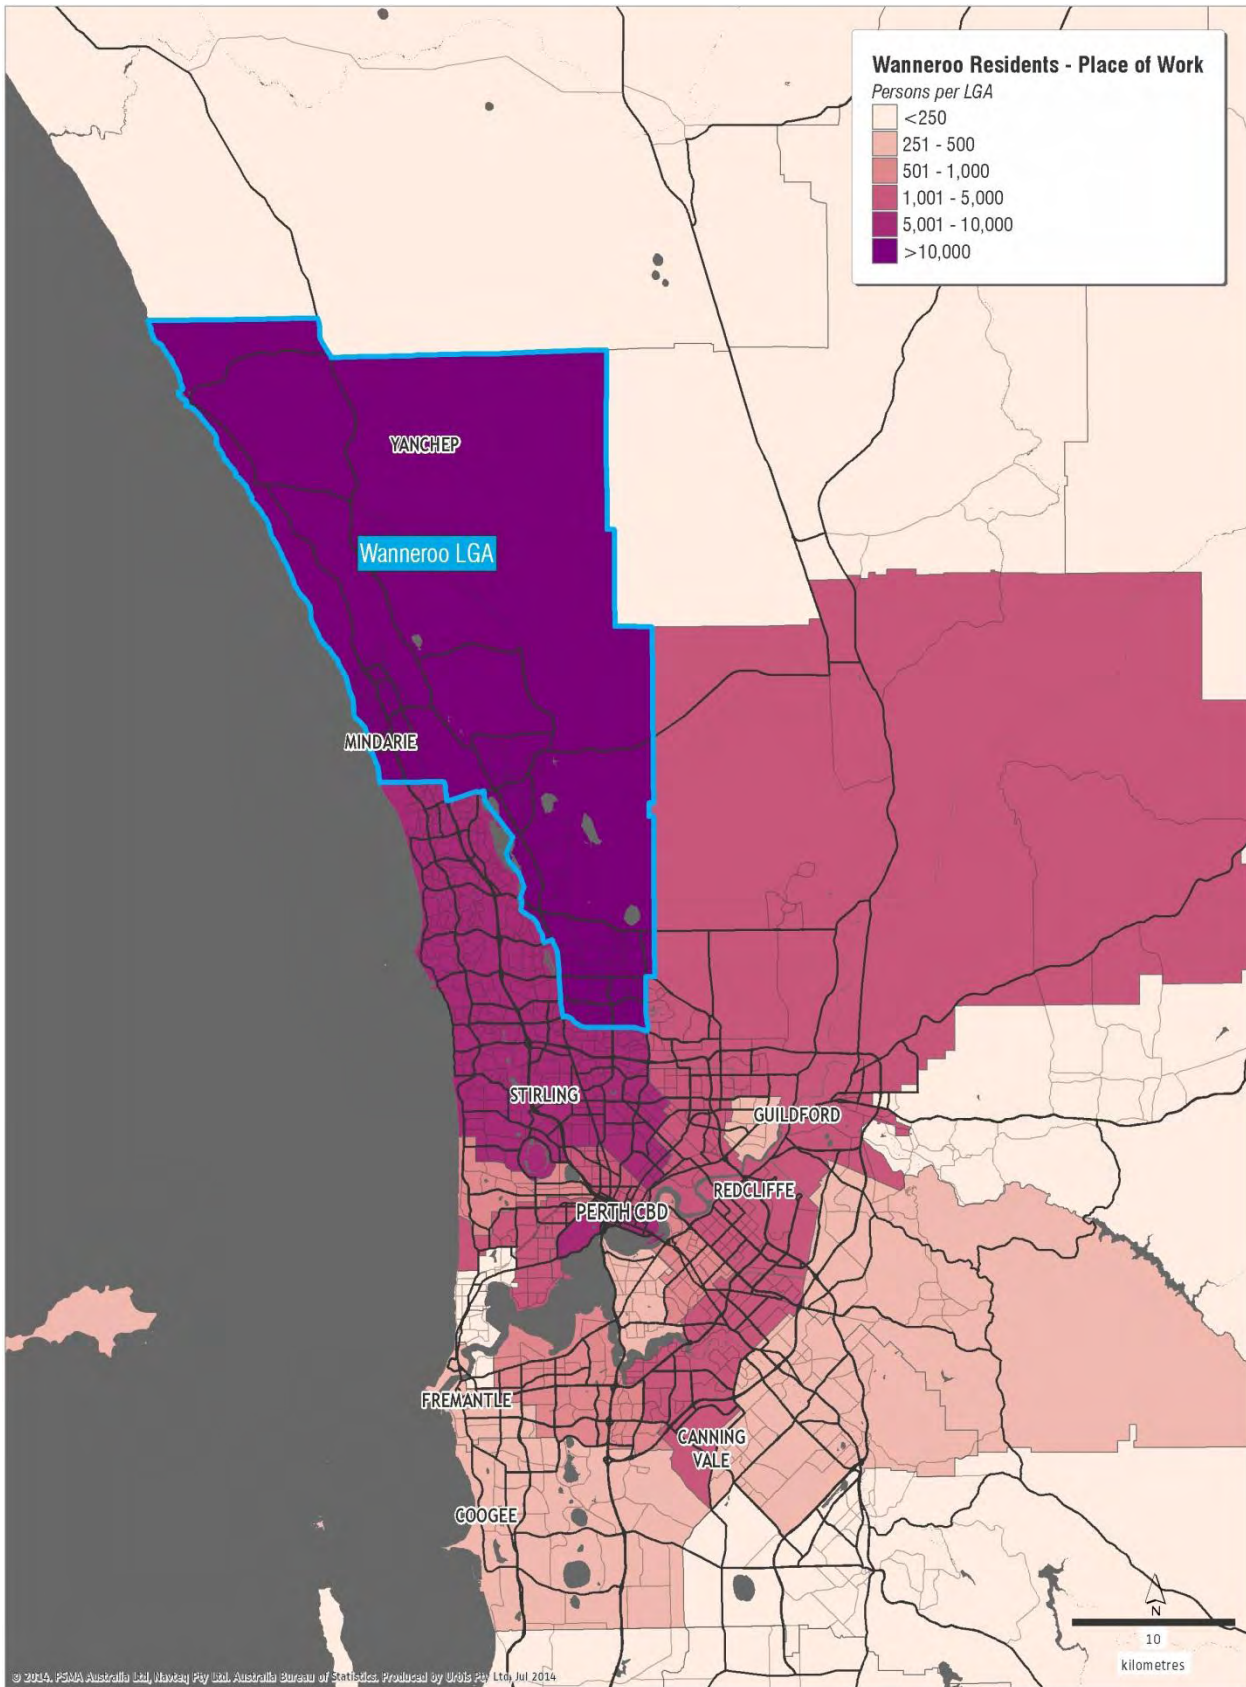 Wanneroo Residents - Place of Work
Persons per LGA
<250
251 - 500
501 - 1,000
1,001 - 5,000
5,001 - 10,000
>10,000
YANCHEP
Wanneroo LGA
MINDARIE
STIRLING
GUILDFORD
REDCLIFFE
PERTH CBD
FREMANTLE
CANNING
VALE
COOGEE
N
10
kilometres
© 2014. PSMA Australia Ltd, Navteq Pty Ltd. Australia Bureau of Statistics. Produced by Urbis Pty Ltd, Jul 2014